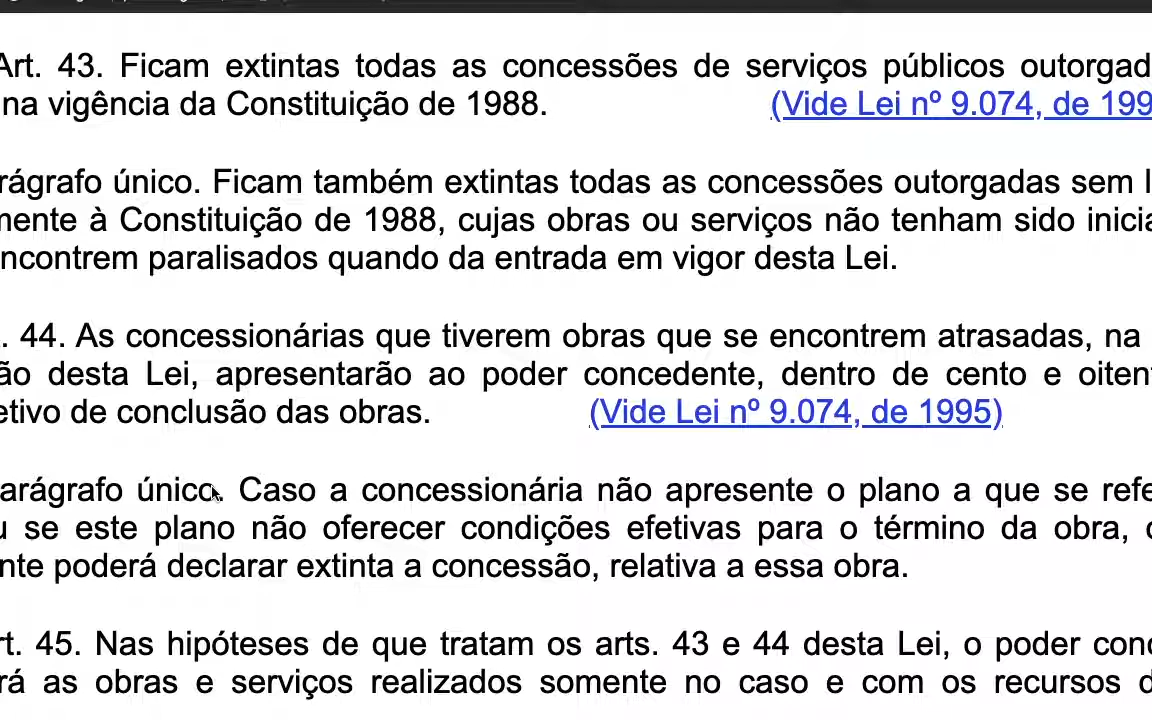 Art. 43. Ficam extintas todas as concessões de serviços públicos outorgad
na vigência da Constituição de 1988. (Vide Lei nº 9.074, de 199
rágrafo único. Ficam também extintas todas as concessões outorgadas sem l
mente à Constituição de 1988, cujas obras ou serviços não tenham sido inicia
ncontrem paralisados quando da entrada em vigor desta Lei.
. 44. As concessionárias que tiverem obras que se encontrem atrasadas, na
ão desta Lei, apresentarão ao poder concedente, dentro de cento e oitent
etivo de conclusão das obras. (Vide Lei nº 9.074, de 1995)
arágrafo único. Caso a concessionária não apresente o plano a que se refe
u se este plano não oferecer condições efetivas para o término da obra,
nte poderá declarar extinta a concessão, relativa a essa obra.
rt. 45. Nas hipóteses de que tratam os arts. 43 e 44 desta Lei, o poder conc
rá as obras e serviços realizados somente no caso e com os recursos d